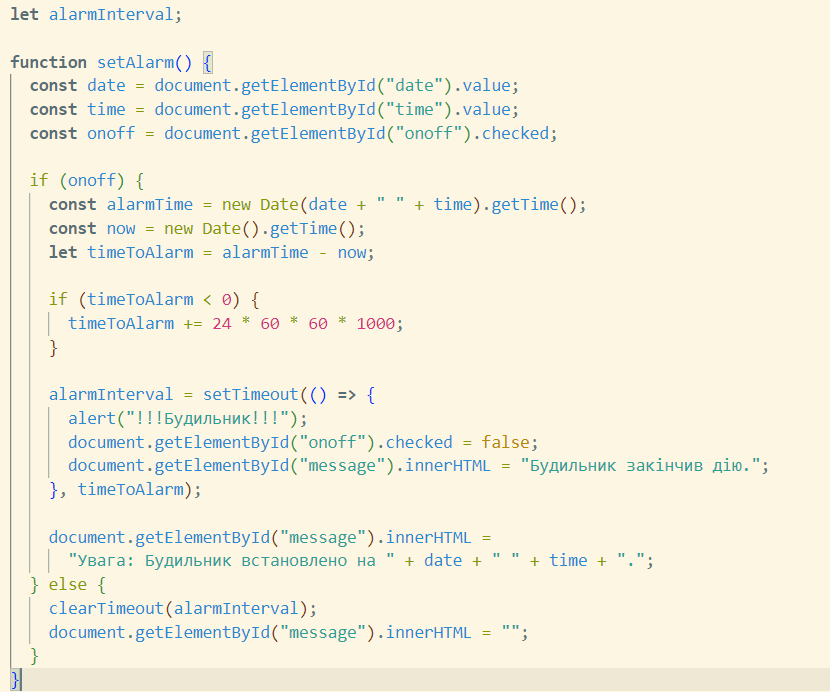 let alarmInterval;

function setAlarm() {
  const date = document.getElementById("date").value;
  const time = document.getElementById("time").value;
  const onoff = document.getElementById("onoff").checked;

  if (onoff) {
    const alarmTime = new Date(date + " " + time).getTime();
    const now = new Date().getTime();
    let timeToAlarm = alarmTime - now;

    if (timeToAlarm < 0) {
      timeToAlarm += 24 * 60 * 60 * 1000;
    }

    alarmInterval = setTimeout(() => {
      alert("!!!Будильник!!!");
      document.getElementById("onoff").checked = false;
      document.getElementById("message").innerHTML = "Будильник закінчив дію.";
    }, timeToAlarm);

    document.getElementById("message").innerHTML =
      "Увага: Будильник встановлено на " + date + " " + time + ".";
  } else {
    clearTimeout(alarmInterval);
    document.getElementById("message").innerHTML = "";
  }
}